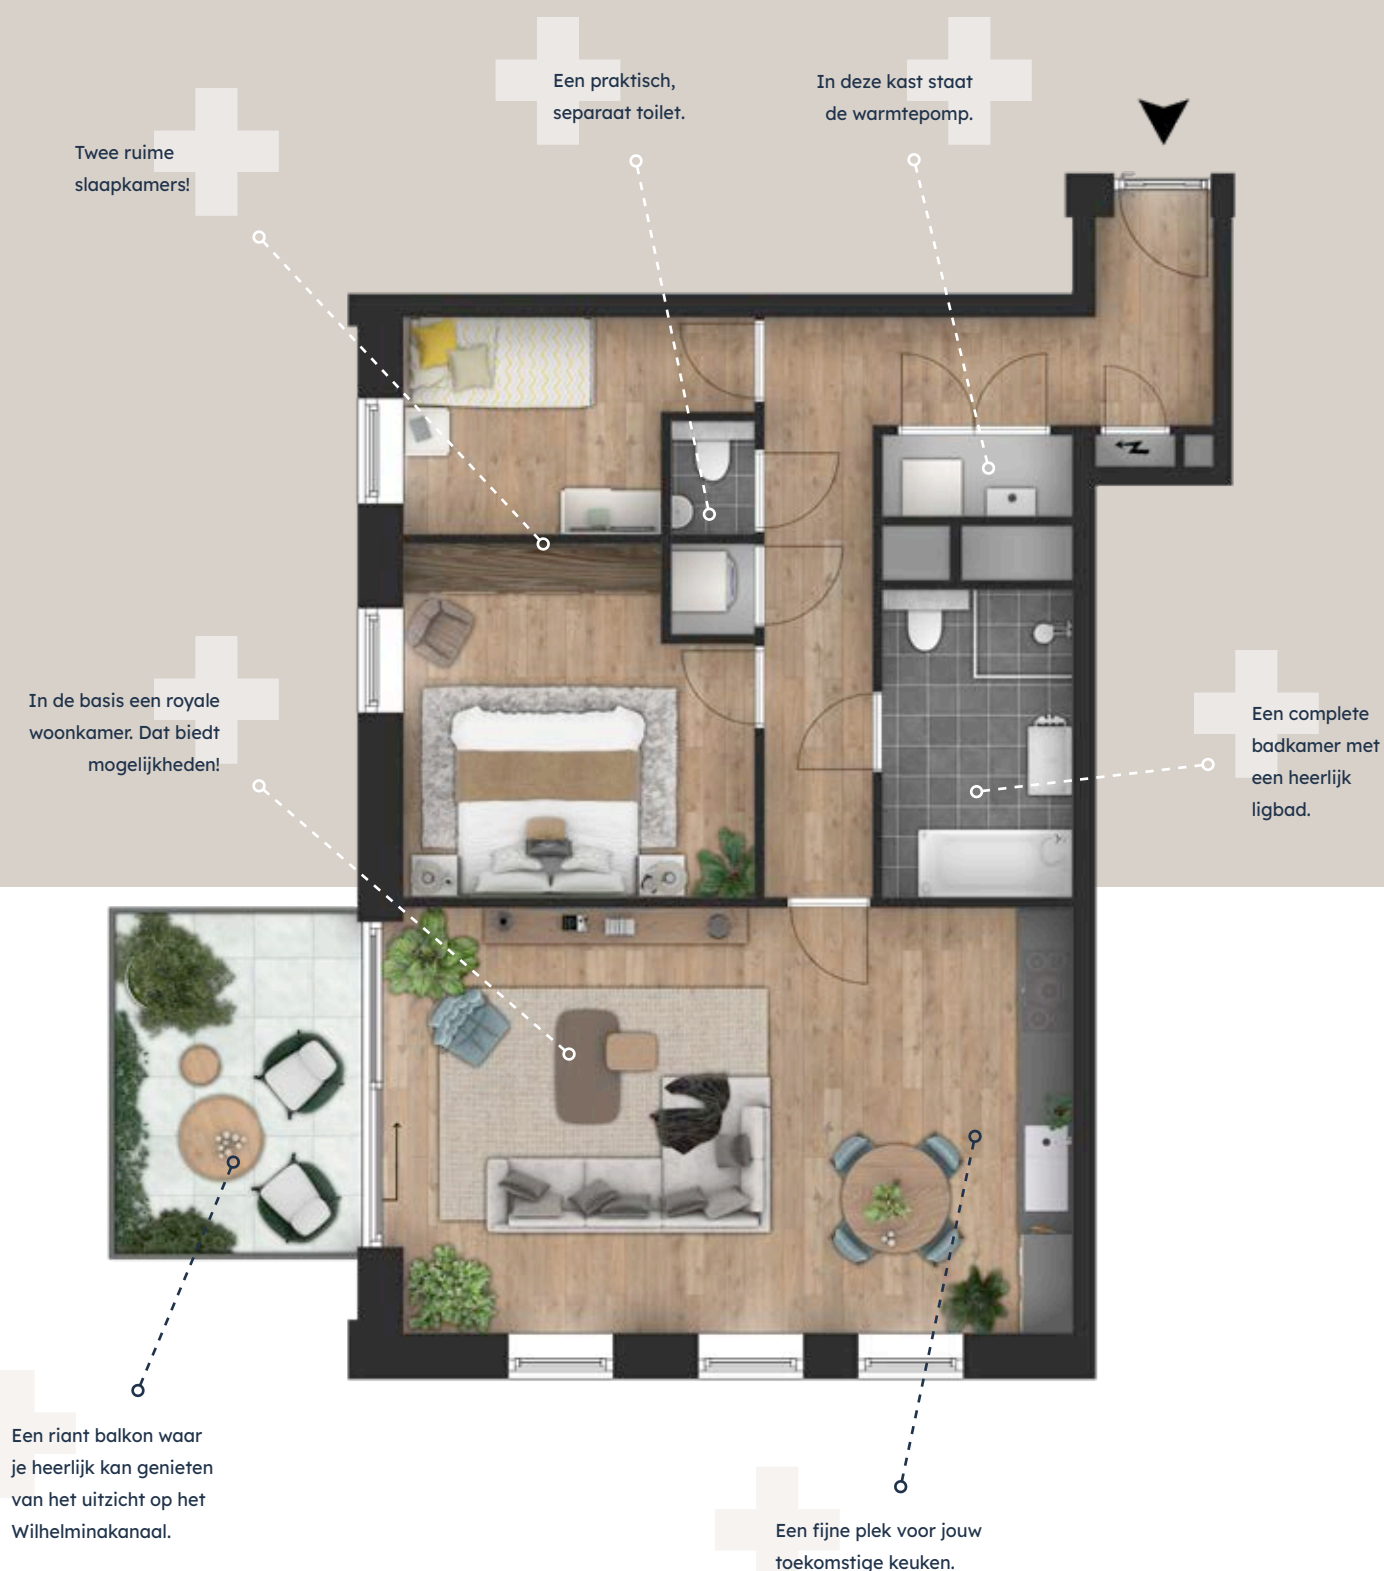 Een praktisch,
separaat toilet.
In deze kast staat
de warmtepomp.
Twee ruime
slaapkamers!
In de basis een royale
woonkamer. Dat biedt
mogelijkheden!
Een complete
badkamer met
een heerlijk
ligbad.
Een riant balkon waar
je heerlijk kan genieten
van het uitzicht op het
Wilhelminakanaal.
Een fijne plek voor jouw
toekomstige keuken.